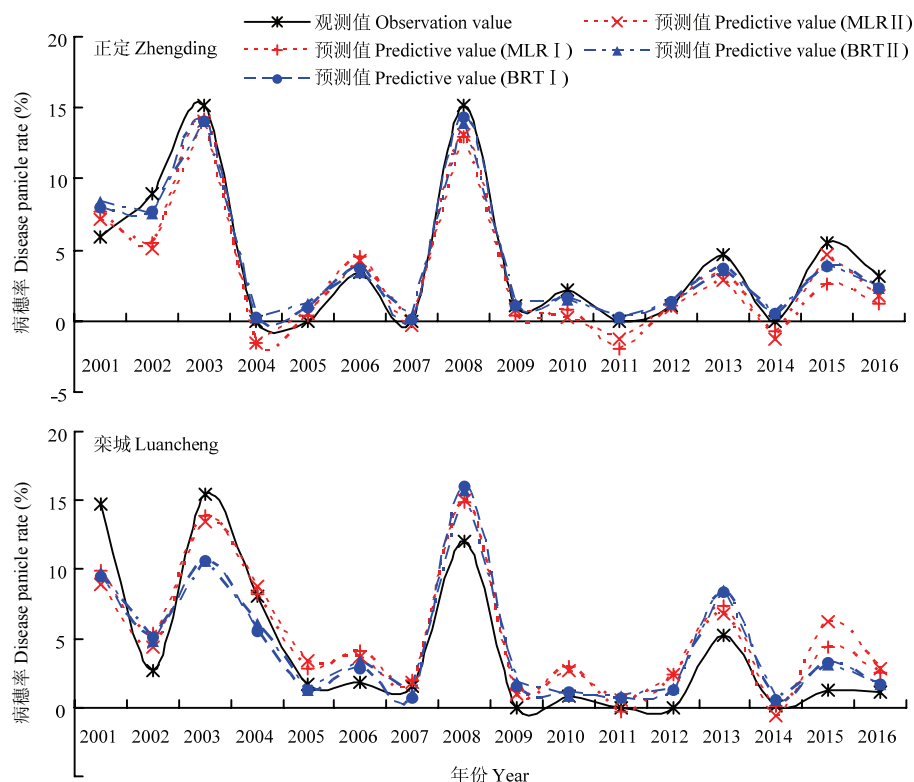 观测值 Observation value
预测值 Predictive value (MLRⅡ)
预测值 Predictive value (MLRⅠ)
预测值 Predictive value (BRTⅡ)
预测值 Predictive value (BRTⅠ)
正定 Zhengding
病穗率 Disease panicle rate (%)
20
15
10
5
0
-5
2001 2002 2003 2004 2005 2006 2007 2008 2009 2010 2011 2012 2013 2014 2015 2016
栾城 Luancheng
病穗率 Disease panicle rate (%)
20
15
10
5
0
2001 2002 2003 2004 2005 2006 2007 2008 2009 2010 2011 2012 2013 2014 2015 2016
年份 Year